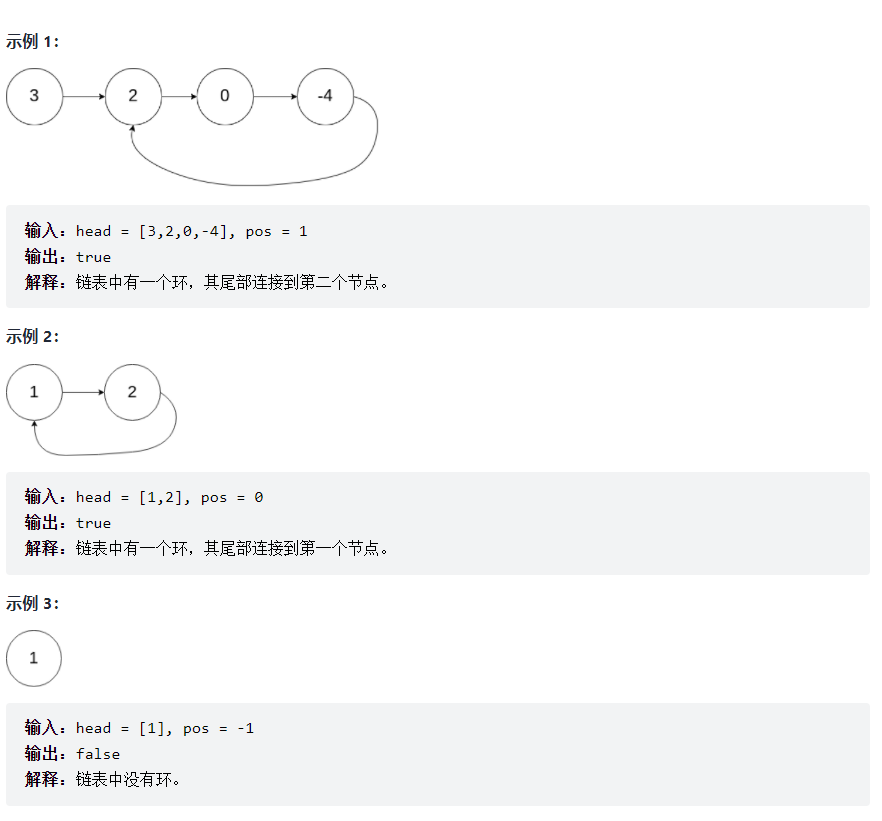 示例 1：
3 2 0 -4
输入：head = [3,2,0,-4], pos = 1
输出：true
解释：链表中有一个环，其尾部连接到第二个节点。
示例 2：
1 2
输入：head = [1,2], pos = 0
输出：true
解释：链表中有一个环，其尾部连接到第一个节点。
示例 3：
1
输入：head = [1], pos = -1
输出：false
解释：链表中没有环。